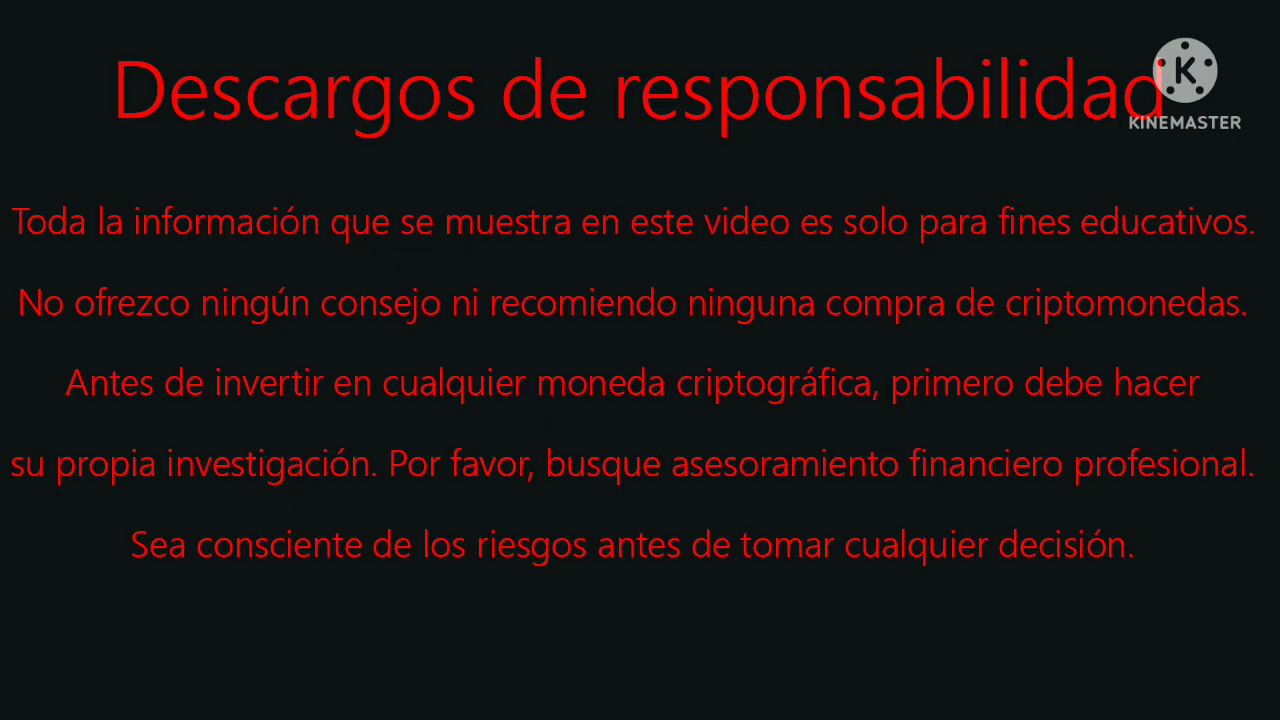 Descargos de responsabilidad
K
KINEMASTER
Toda la información que se muestra en este video es solo para fines educativos.
No ofrezco ningún consejo ni recomiendo ninguna compra de criptomonedas.
Antes de invertir en cualquier moneda criptográfica, primero debe hacer
su propia investigación. Por favor, busque asesoramiento financiero profesional.
Sea consciente de los riesgos antes de tomar cualquier decisión.